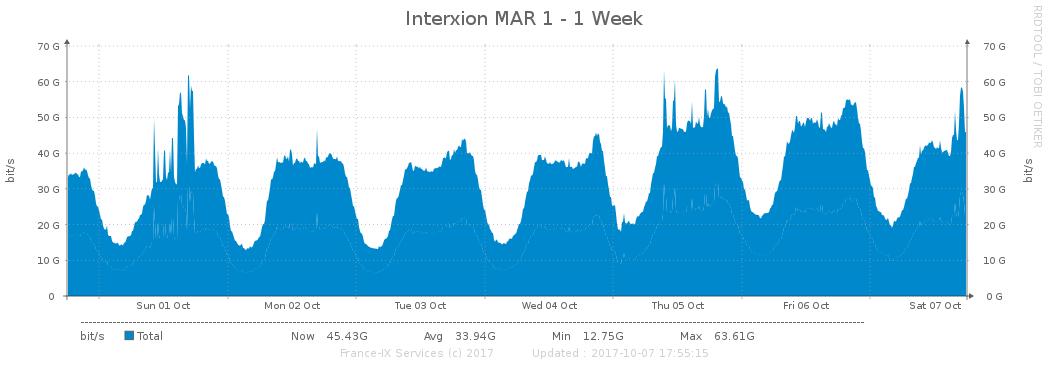 Interxion MAR 1 - 1 Week
RRDTOOL / TOBI OETIKER
bit/s
70 G 70 G
60 G 60 G
50 G 50 G
40 G 40 G
30 G 30 G
20 G 20 G
10 G 10 G
0 0 G
bit/s
Sun 01 Oct Mon 02 Oct Tue 03 Oct Wed 04 Oct Thu 05 Oct Fri 06 Oct Sat 07 Oct
bit/s Total Now 45.43G Avg 33.94G Min 12.75G Max 63.61G
France-IX Services (c) 2017 Updated : 2017-10-07 17:55:15